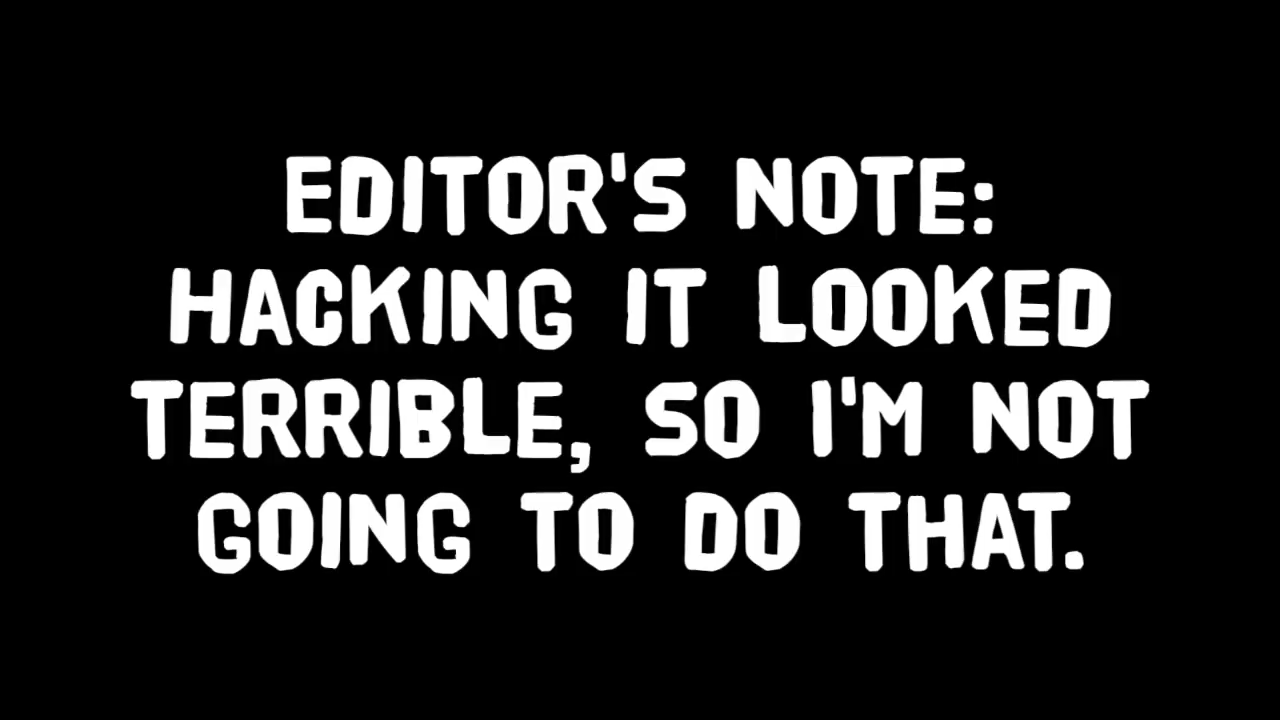 EDITOR'S NOTE:
HACKING IT LOOKED
TERRIBLE, SO I'M NOT
GOING TO DO THAT.